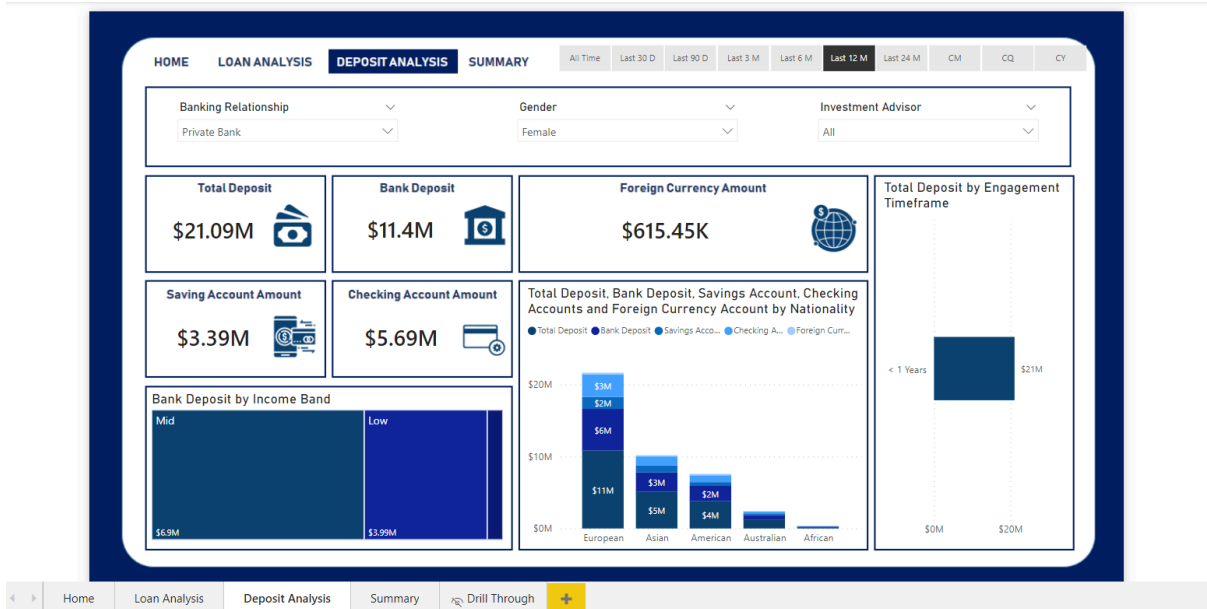 HOME
LOAN ANALYSIS
DEPOSIT ANALYSIS
SUMMARY
All Time
Last 30 D
Last 90 D
Last 3 M
Last 6 M
Last 12 M
Last 24 M
CM
CQ
CY
Banking Relationship
Private Bank
Gender
Female
Investment Advisor
All
Total Deposit
$21.09M
Bank Deposit
$11.4M
Foreign Currency Amount
$615.45K
Saving Account Amount
$3.39M
Checking Account Amount
$5.69M
Bank Deposit by Income Band
Mid
$6.9M
Low
$3.99M
Total Deposit, Bank Deposit, Savings Account, Checking
Accounts and Foreign Currency Account by Nationality
Total Deposit
Bank Deposit
Savings Acco...
Checking A...
Foreign Curr...
$20M
$10M
$0M
$3M
$2M
$6M
$11M
$3M
$5M
$2M
$4M
European
Asian
American
Australian
African
Total Deposit by Engagement
Timeframe
< 1 Years
$21M
$0M
$20M
Home
Loan Analysis
Deposit Analysis
Summary
Drill Through